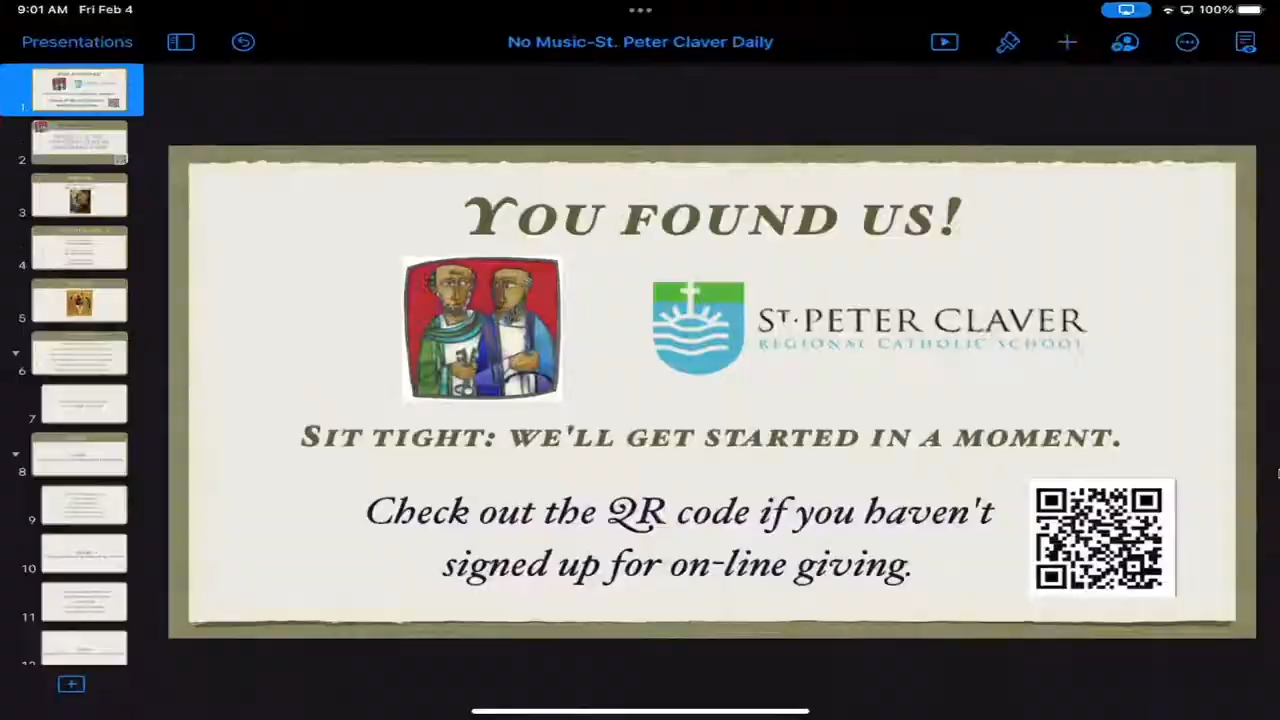 9:01 AM Fri Feb 4
100%
Presentations
No Music-St. Peter Claver Daily
1
2
3
4
5
6
7
8
9
10
11
YOU FOUND US!
ST. PETER CLAVER
REGIONAL CATHOLIC SCHOOL
SIT TIGHT: WE'LL GET STARTED IN A MOMENT.
Check out the QR code if you haven't
signed up for on-line giving.